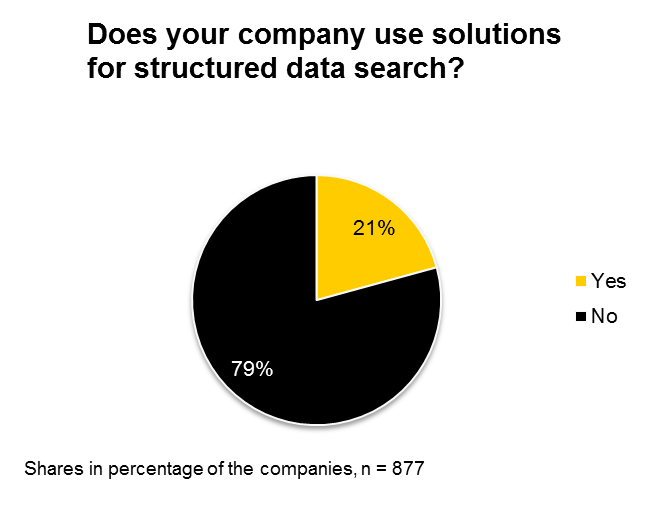 Does your company use solutions
for structured data search?
21%
Yes
No
79%
Shares in percentage of the companies, n = 877